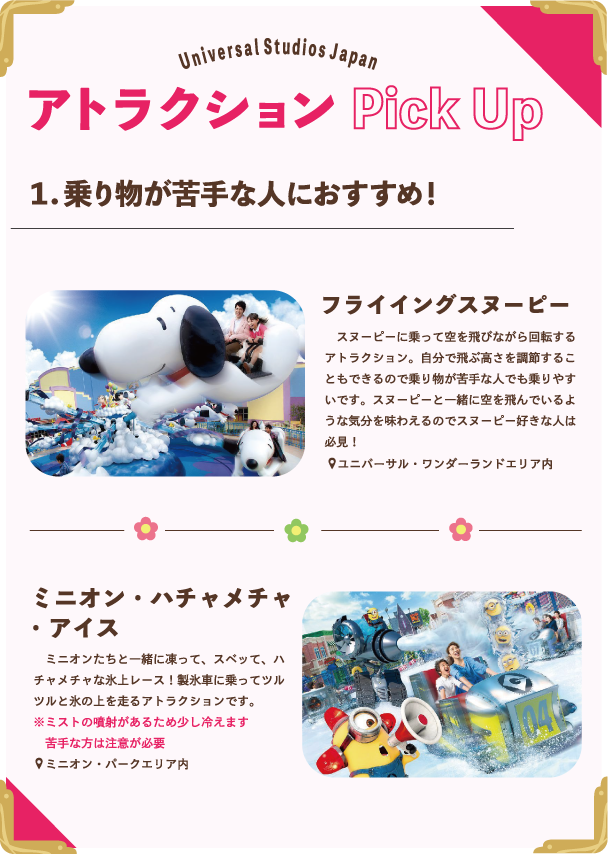 Universal Studios Japan
アトラクション Pick Up
1. 乗り物が苦手な人におすすめ！
フライイングスヌーピー
スヌーピーに乗って空を飛びながら回転する
アトラクション。自分で飛ぶ高さを調節するこ
ともできるので乗り物が苦手な人でも乗りやす
いです。スヌーピーと一緒に空を飛んでいるよ
うな気分を味わえるのでスヌーピー好きな人は
必見！
ユニバーサル・ワンダーランドエリア内
ミニオン・ハチャメチャ
・アイス
ミニオンたちと一緒に凍って、スベッて、ハ
チャメチャな氷上レース！製氷車に乗ってツル
ツルと氷の上を走るアトラクションです。
※ミストの噴射があるため少し冷えます
苦手な方は注意が必要
ミニオン・パークエリア内
04